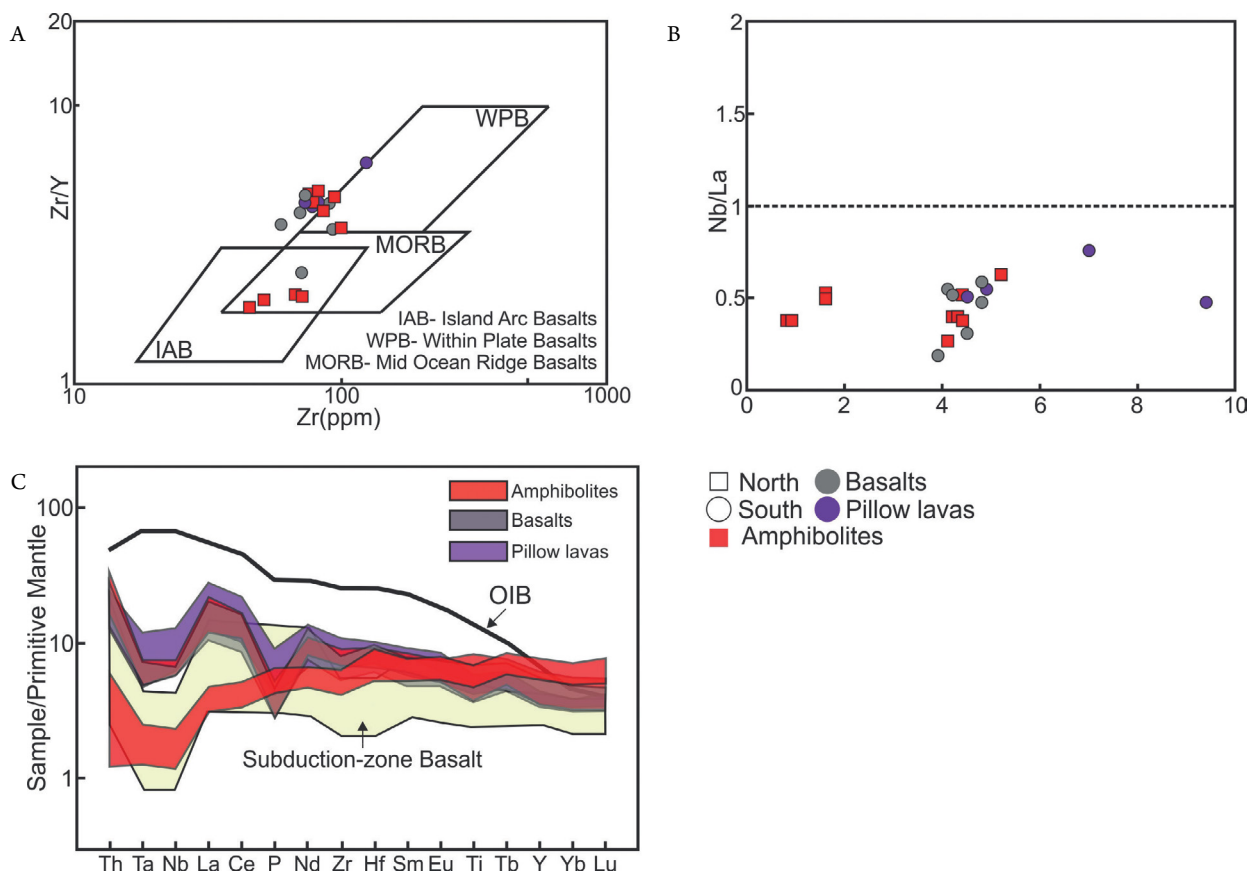 A
20
10
1
Zr/Y
WPB
MORB
IAB
IAB- Island Arc Basalts
WPB- Within Plate Basalts
MORB- Mid Ocean Ridge Basalts
10 100 1000
Zr(ppm)
B
2
1.5
1
0.5
0
Nb/La
0 2 4 6 8 10
C
100
10
1
Sample/Primitive Mantle
Amphibolites
Basalts
Pillow lavas
OIB
Subduction-zone Basalt
Th Ta Nb La Ce P Nd Zr Hf Sm Eu Ti Tb Y Yb Lu
North Basalts
South Pillow lavas
Amphibolites